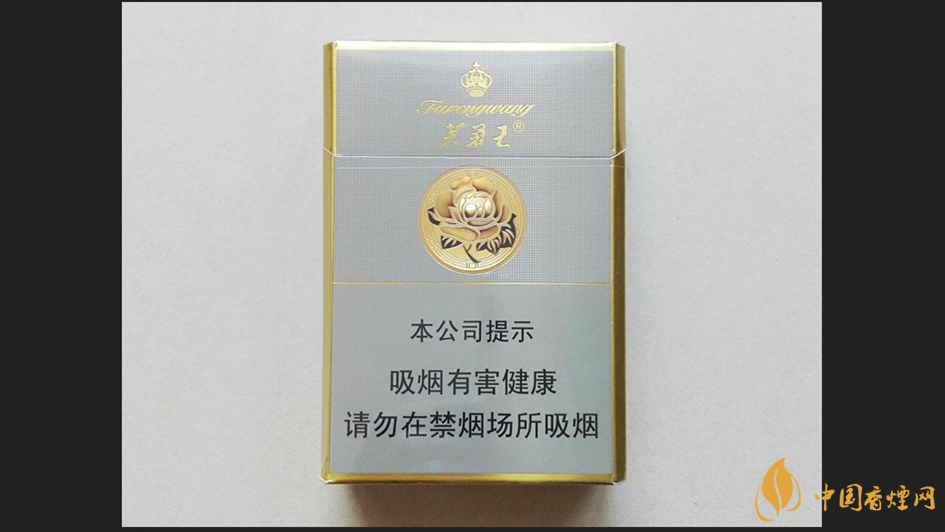 Furongwang
芙蓉王®
本公司提示
吸烟有害健康
请勿在禁烟场所吸烟
中国香煙网